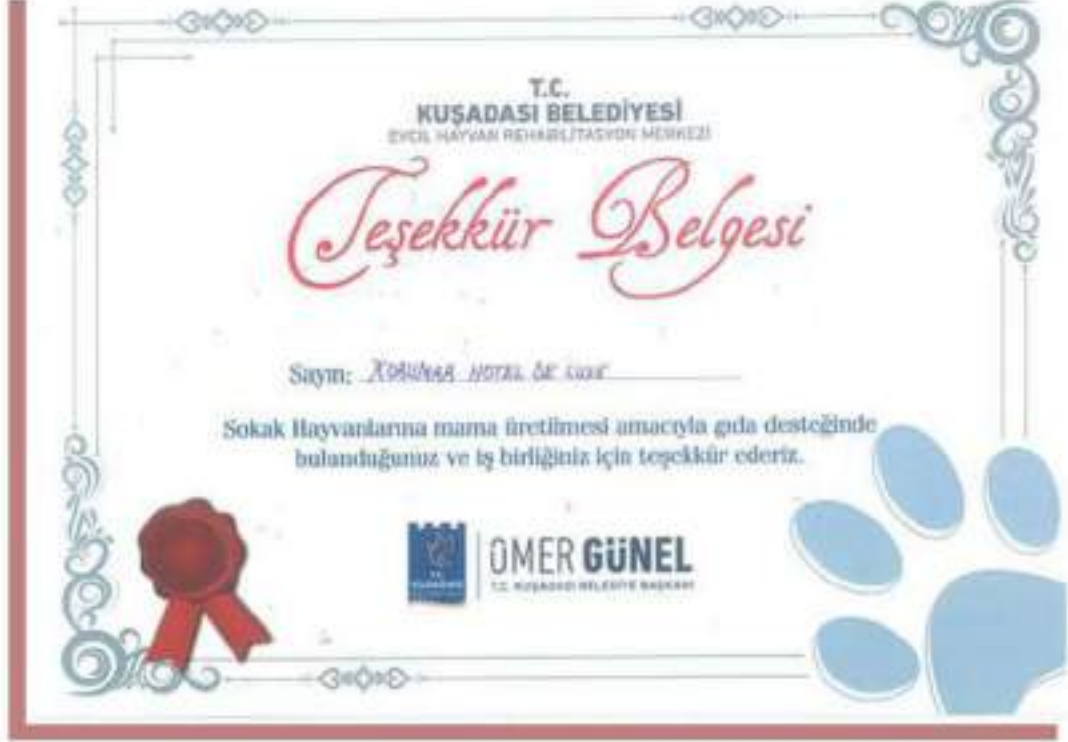 T.C.
KUŞADASI BELEDİYESİ
EVCİL HAYVAN REHABİLİTASYON MERKEZİ
Teşekkür Belgesi
Sayın: KORUMAR HOTEL DE LUXE
Sokak Hayvanlarına mama üretilmesi amacıyla gıda desteğinde
bulunduğunuz ve iş birliğiniz için teşekkür ederiz.
ÖMER GÜNEL
T.C. KUŞADASI BELEDİYE BAŞKANI